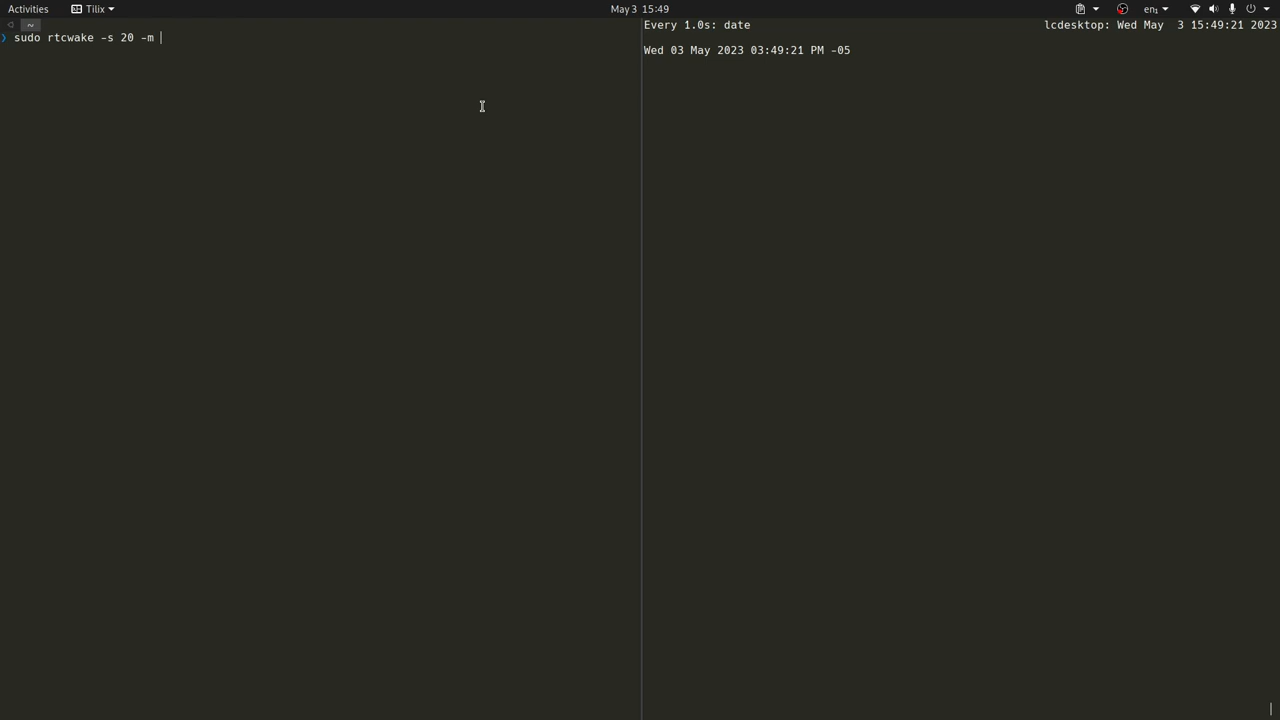 Activities Tilix May 3 15:49 en₁
~
❯ sudo rtcwake -s 20 -m
Every 1.0s: date lcdesktop: Wed May  3 15:49:21 2023
Wed 03 May 2023 03:49:21 PM -05